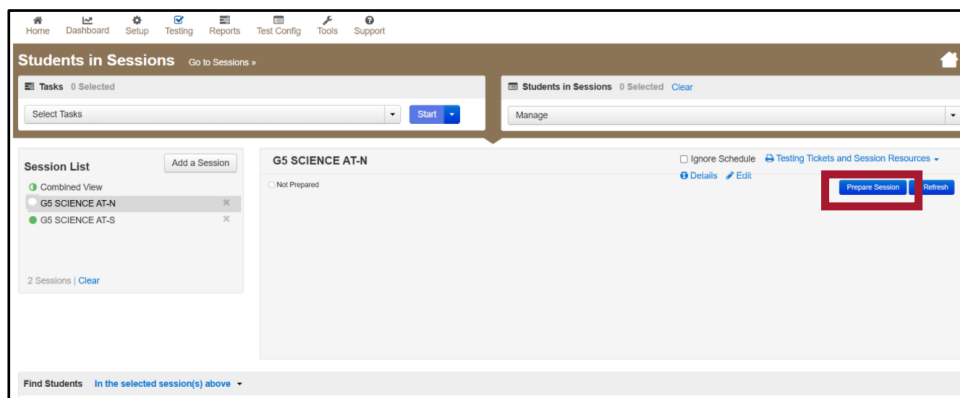 Home Dashboard Setup Testing Reports Test Config Tools Support
Students in Sessions Go to Sessions »
Tasks 0 Selected
Students in Sessions 0 Selected Clear
Select Tasks Start
Manage
Session List Add a Session
G5 SCIENCE AT-N
Ignore Schedule Testing Tickets and Session Resources
Details Edit
Combined View
Not Prepared
Prepare Session Refresh
G5 SCIENCE AT-N
G5 SCIENCE AT-S
2 Sessions | Clear
Find Students In the selected session(s) above